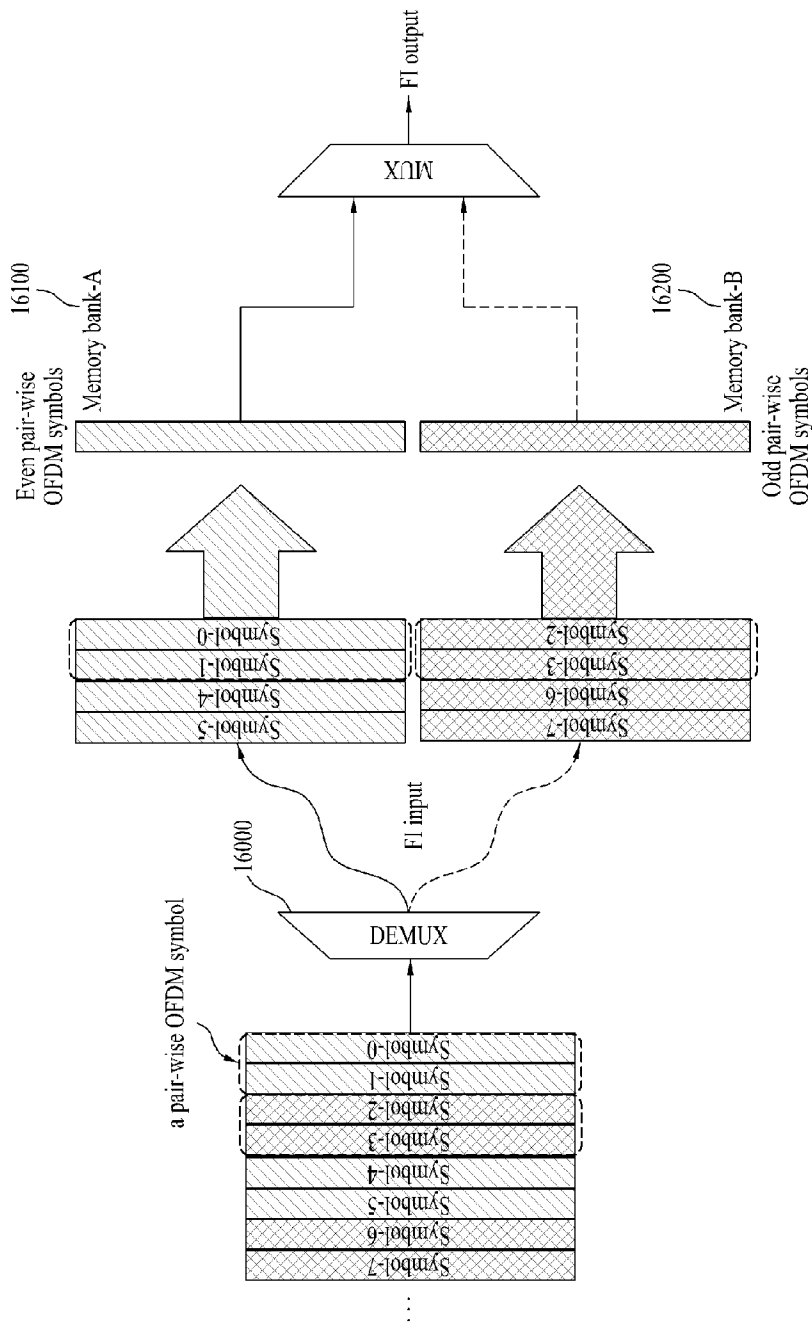 a pair-wise OFDM symbol
Symbol-7
Symbol-6
Symbol-5
Symbol-4
Symbol-3
Symbol-2
Symbol-1
Symbol-0
...
DEMUX
16000
FI input
Symbol-5
Symbol-4
Symbol-1
Symbol-0
Symbol-7
Symbol-6
Symbol-3
Symbol-2
Even pair-wise
OFDM symbols
Memory bank-A
16100
Odd pair-wise
OFDM symbols
Memory bank-B
16200
MUX
FI output